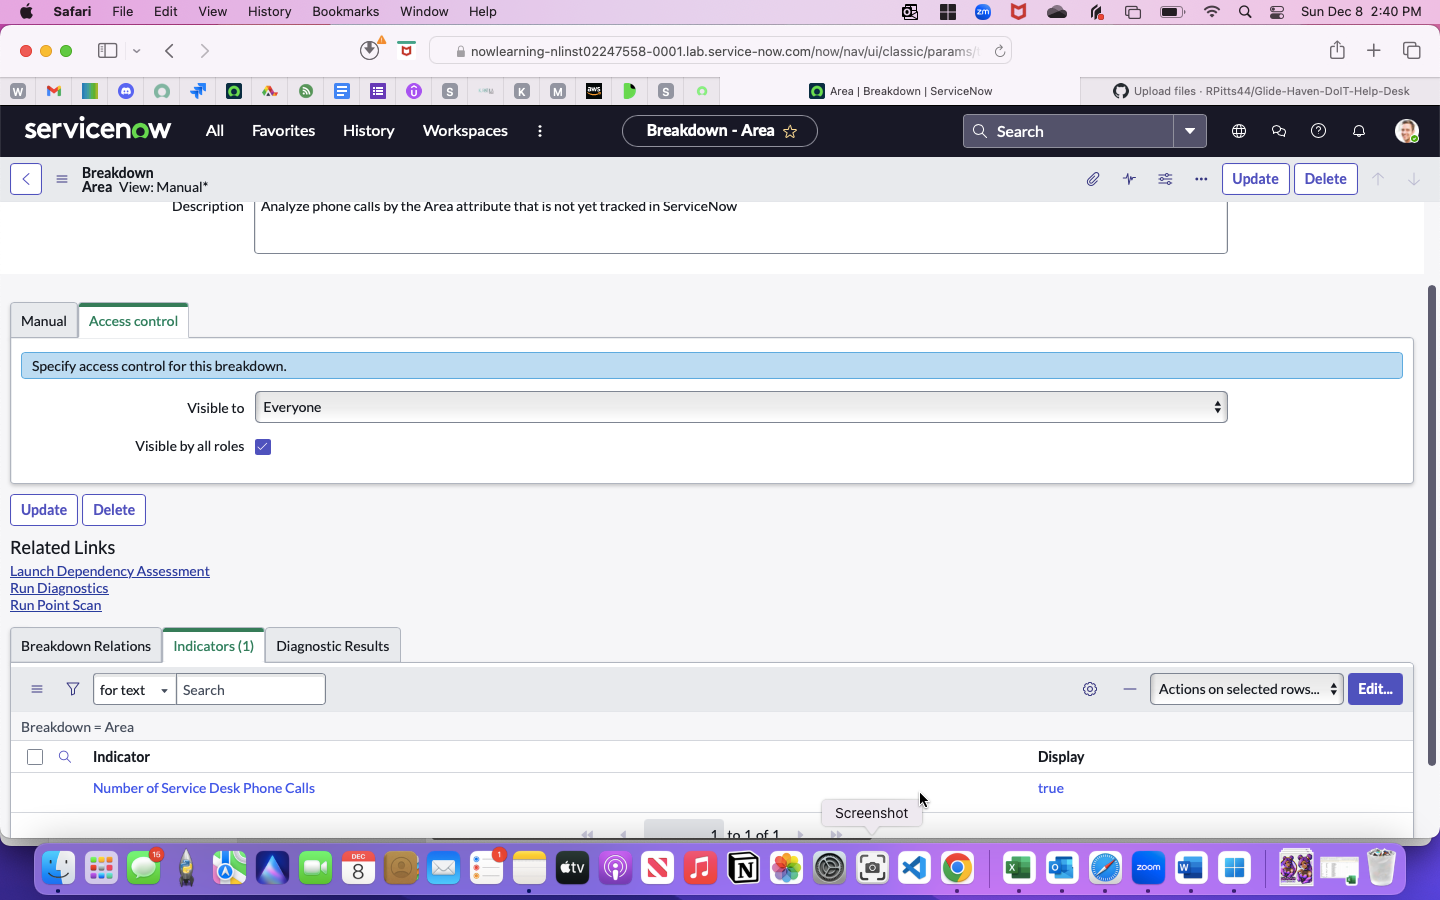 Safari File Edit View History Bookmarks Window Help
zm
Sun Dec 8 2:40 PM
nowlearning-nlinst02247558-0001.lab.service-now.com/now/nav/ui/classic/params/
W
S
K
M
aws
S
Area | Breakdown | ServiceNow
Upload files · RPitts44/Glide-Haven-DoIT-Help-Desk
servicenow
All
Favorites
History
Workspaces
Breakdown - Area
Search
Breakdown
Area View: Manual*
Update
Delete
Description
Analyze phone calls by the Area attribute that is not yet tracked in ServiceNow
Manual
Access control
Specify access control for this breakdown.
Visible to
Everyone
Visible by all roles
Update
Delete
Related Links
Launch Dependency Assessment
Run Diagnostics
Run Point Scan
Breakdown Relations
Indicators (1)
Diagnostic Results
for text
Search
Actions on selected rows...
Edit...
Breakdown = Area
Indicator
Display
Number of Service Desk Phone Calls
true
Screenshot
1 to 1 of 1
15
DEC
8
1
tv
N
zoom